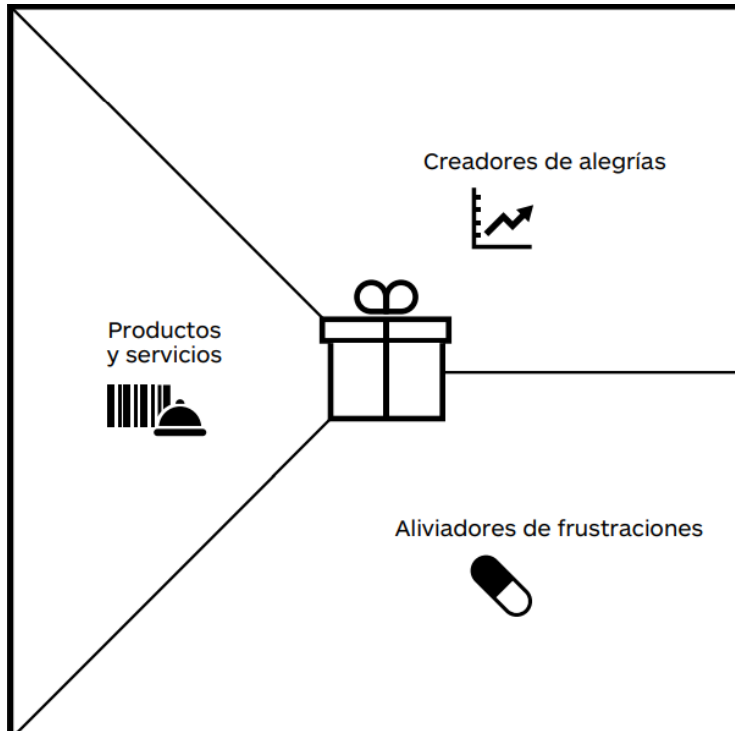 Creadores de alegrías
Productos
y servicios
Aliviadores de frustraciones